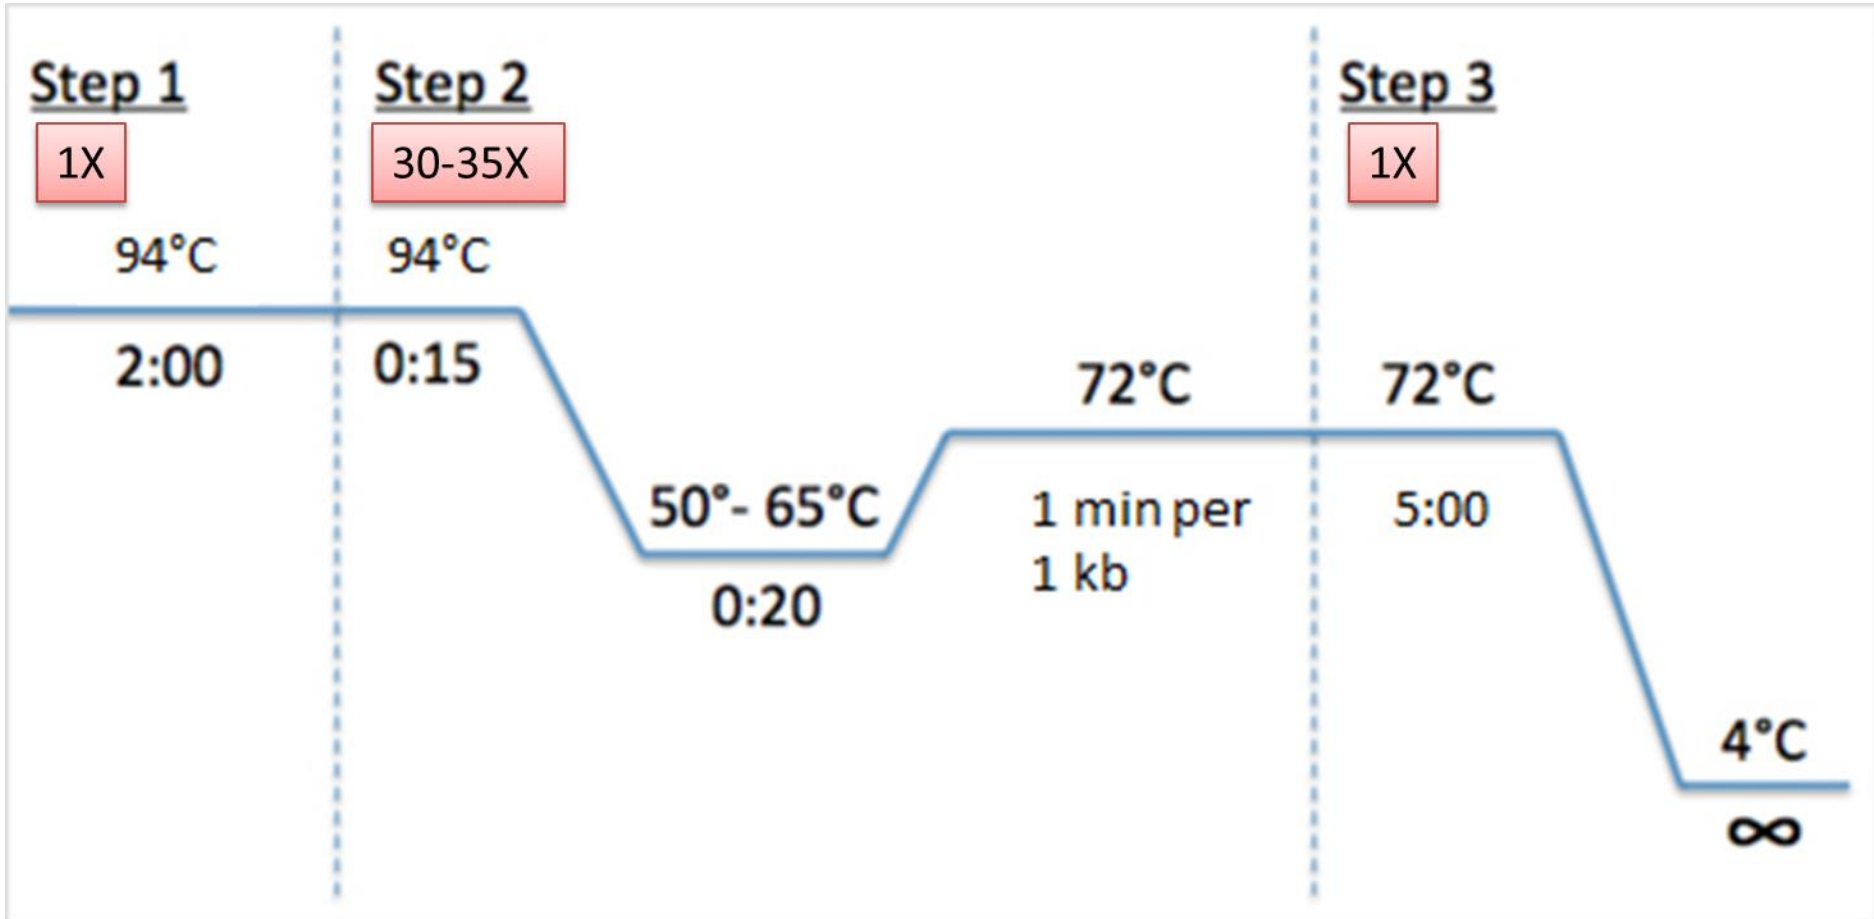 Step 1
1X
94°C
2:00
Step 2
30-35X
94°C
0:15
50°- 65°C
0:20
72°C
1 min per
1 kb
Step 3
1X
72°C
5:00
4°C
∞